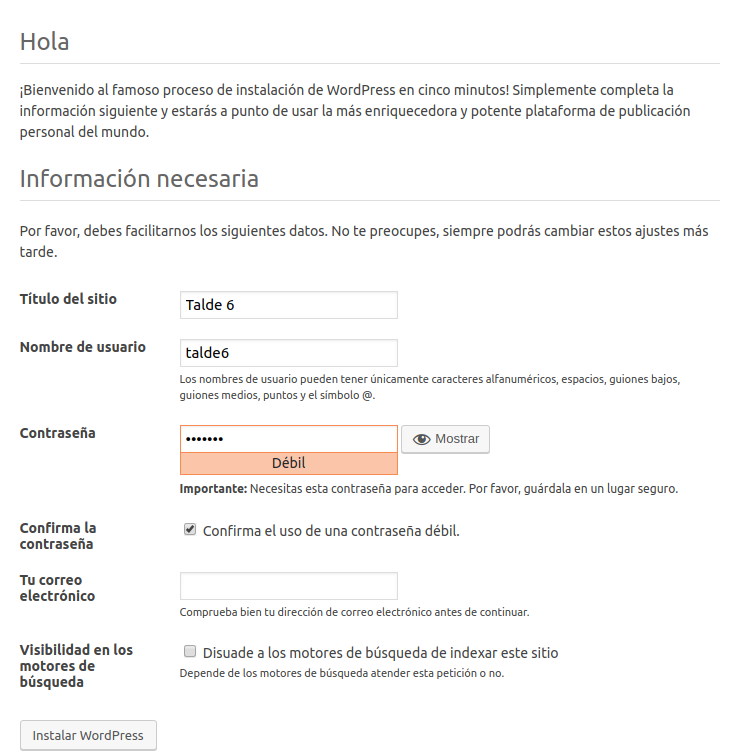 Hola
¡Bienvenido al famoso proceso de instalación de WordPress en cinco minutos! Simplemente completa la
información siguiente y estarás a punto de usar la más enriquecedora y potente plataforma de publicación
personal del mundo.
Información necesaria
Por favor, debes facilitarnos los siguientes datos. No te preocupes, siempre podrás cambiar estos ajustes más
tarde.
Título del sitio
Talde 6
Nombre de usuario
talde6
Los nombres de usuario pueden tener únicamente caracteres alfanuméricos, espacios, guiones bajos,
guiones medios, puntos y el símbolo @.
Contraseña
•••••••
Mostrar
Débil
Importante: Necesitas esta contraseña para acceder. Por favor, guárdala en un lugar seguro.
Confirma la
contraseña
Confirma el uso de una contraseña débil.
Tu correo
electrónico
Comprueba bien tu dirección de correo electrónico antes de continuar.
Visibilidad en los
motores de
búsqueda
Disuade a los motores de búsqueda de indexar este sitio
Depende de los motores de búsqueda atender esta petición o no.
Instalar WordPress